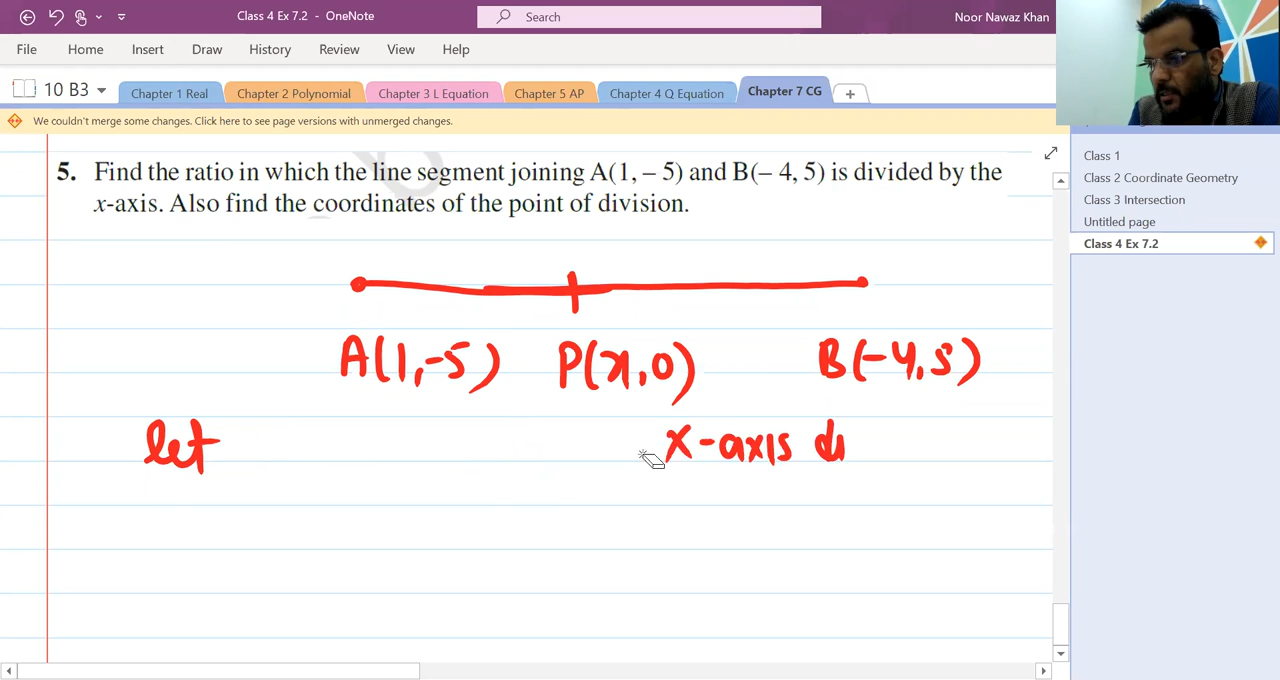 Class 4 Ex 7.2 - OneNote
Search
Noor Nawaz Khan
File Home Insert Draw History Review View Help
10 B3
Chapter 1 Real
Chapter 2 Polynomial
Chapter 3 L Equation
Chapter 5 AP
Chapter 4 Q Equation
Chapter 7 CG
We couldn't merge some changes. Click here to see page versions with unmerged changes.
Class 1
Class 2 Coordinate Geometry
Class 3 Intersection
Untitled page
Class 4 Ex 7.2
5. Find the ratio in which the line segment joining A(1, – 5) and B(– 4, 5) is divided by the
x-axis. Also find the coordinates of the point of division.
A(1,-5) P(x,0) B(-4,5)
let x-axis di